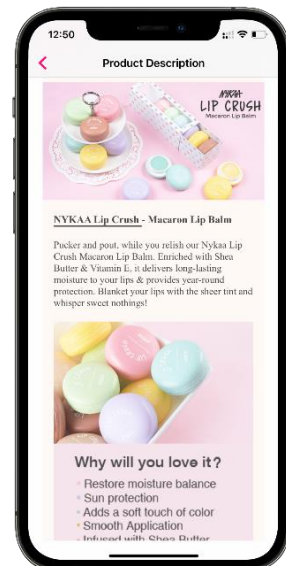 12:50
Product Description
NYKAA
LIP CRUSH
Macaron Lip Balm
NYKAA Lip Crush - Macaron Lip Balm
Pucker and pout, while you relish our Nykaa Lip
Crush Macaron Lip Balm. Enriched with Shea
Butter & Vitamin E, it delivers long-lasting
moisture to your lips & provides year-round
protection. Blanket your lips with the sheer tint and
whisper sweet nothings!
Why will you love it?
• Restore moisture balance
• Sun protection
• Adds a soft touch of color
• Smooth Application
• Infused with Shea Butter